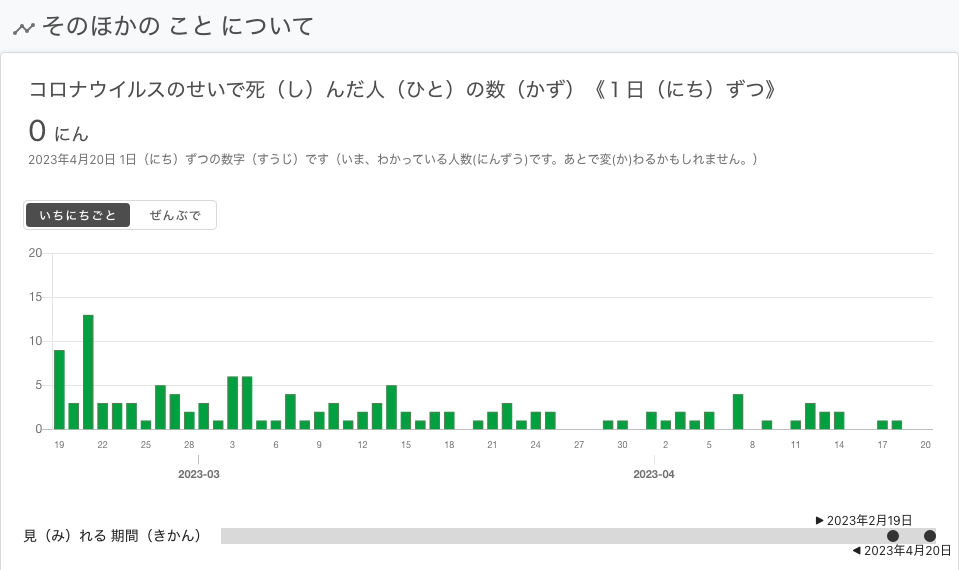 そのほかの こと について
コロナウイルスのせいで死（し）んだ人（ひと）の数（かず）《１日（にち）ずつ》
0 にん
2023年4月20日 1日（にち）ずつの数字（すうじ）です（いま、わかっている人数(にんずう)です。あとで変(か)わるかもしれません。）
いちにちごと ぜんぶで
20
15
10
5
0
19 22 25 28 3 6 9 12 15 18 21 24 27 30 2 5 8 11 14 17 20
2023-03 2023-04
▶ 2023年2月19日
見（み）れる 期間（きかん）
◀ 2023年4月20日